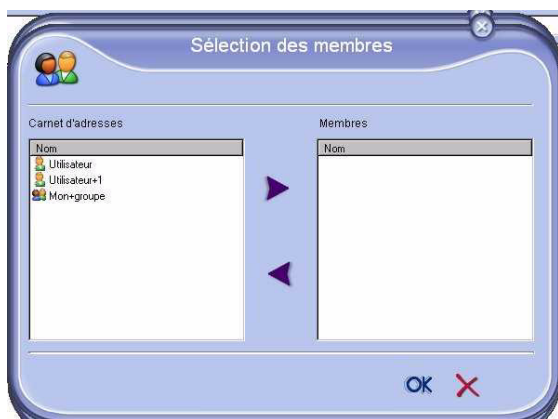 Sélection des membres
Carnet d'adresses
Membres
Nom
Nom
Utilisateur
Utilisateur+1
Mon+groupe
OK